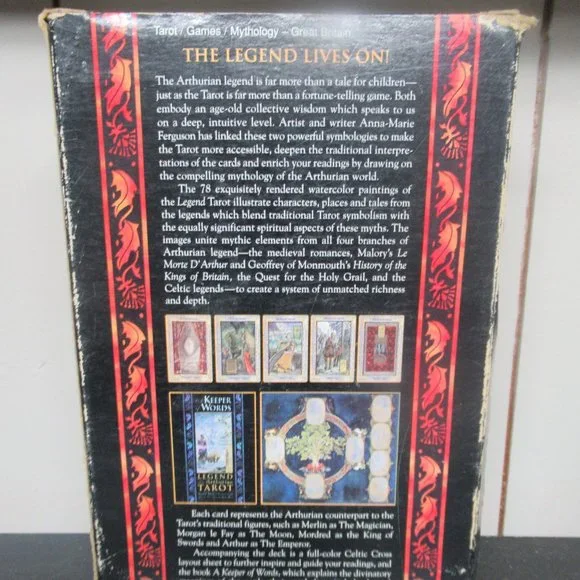 Tarot / Games / Mythology – Great Britain
THE LEGEND LIVES ON!
The Arthurian legend is far more than a tale for children—
just as the Tarot is far more than a fortune-telling game. Both
embody an age-old collective wisdom which speaks to us
on a deep, intuitive level. Artist and writer Anna-Marie
Ferguson has linked these two powerful symbologies to make
the Tarot more accessible, deepen the traditional interpre-
tations of the cards and enrich your readings by drawing on
the compelling mythology of the Arthurian world.
The 78 exquisitely rendered watercolor paintings of
the Legend Tarot illustrate characters, places and tales from
the legends which blend traditional Tarot symbolism with
the equally significant spiritual aspects of these myths. The
images unite mythic elements from all four branches of
Arthurian legend—the medieval romances, Malory's Le
Morte D'Arthur and Geoffrey of Monmouth's History of the
Kings of Britain, the Quest for the Holy Grail, and the
Celtic legends—to create a system of unmatched richness
and depth.
KEEPER
OF
WORDS
LEGEND
Arthurian
TAROT
Each card represents the Arthurian counterpart to the
Tarot's traditional figures, such as Merlin as The Magician,
Morgan le Fay as The Moon, Mordred as the King of
Swords and Arthur as The Emperor.
Accompanying the deck is a full-color Celtic Cross
layout sheet to further inspire and guide your readings, and
the book A Keeper of Words, which explains the divinatory